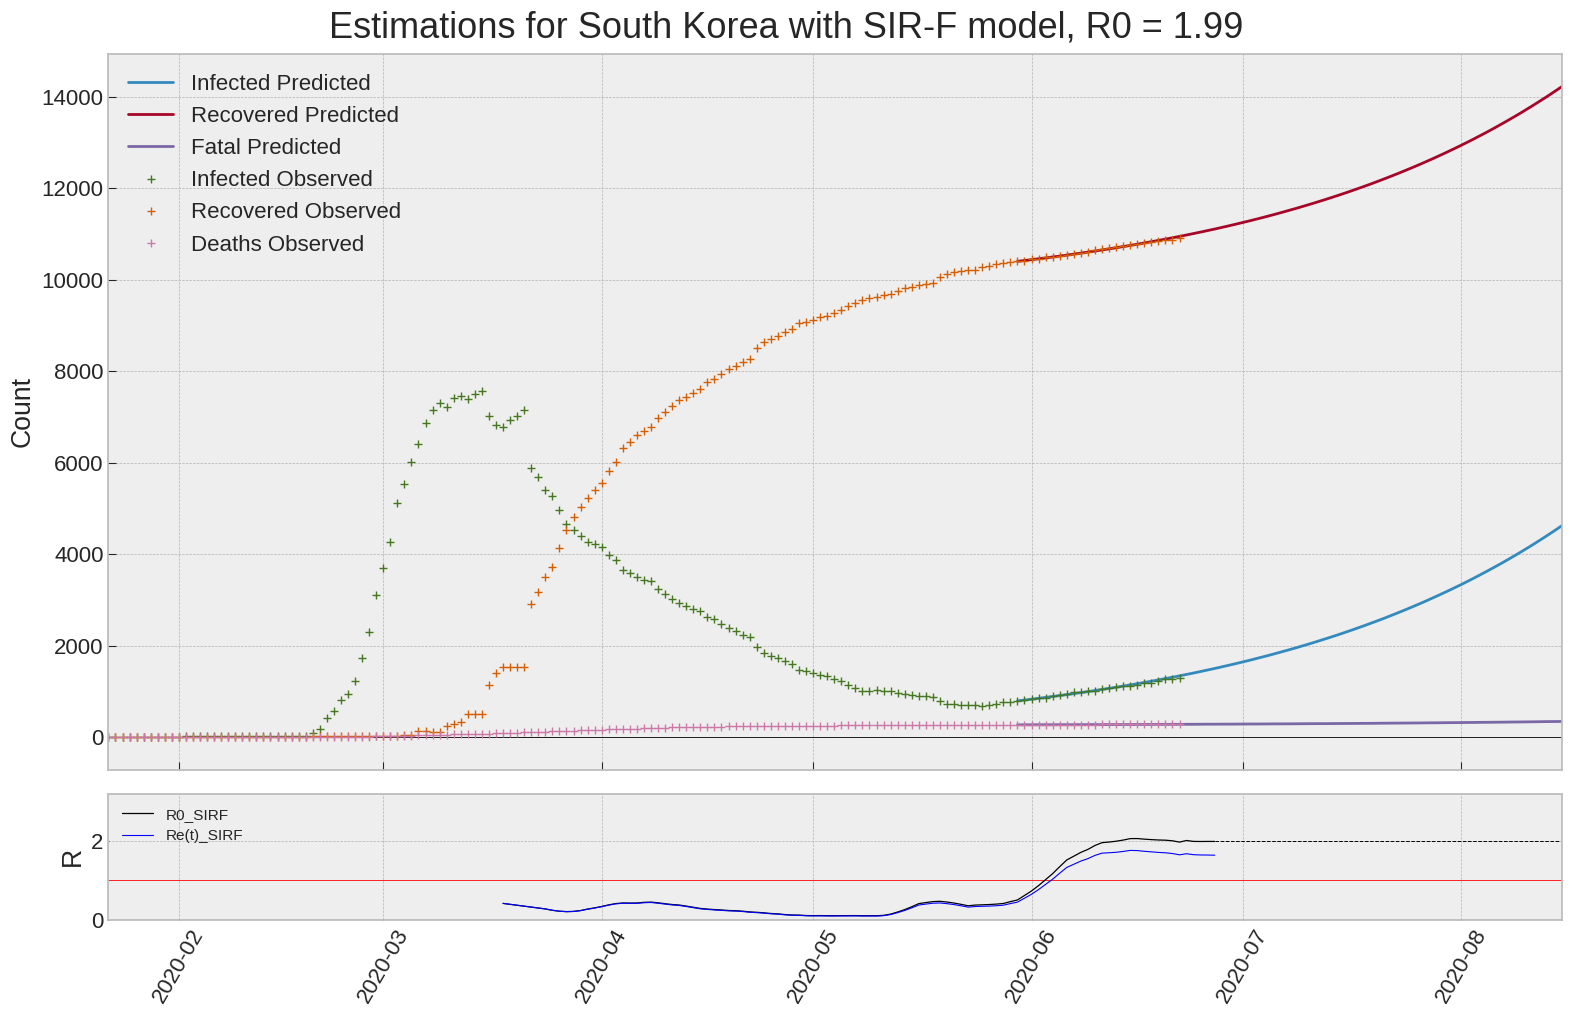 Estimations for South Korea with SIR-F model, R0 = 1.99
Infected Predicted
Recovered Predicted
Fatal Predicted
Infected Observed
Recovered Observed
Deaths Observed
14000
12000
10000
8000
6000
4000
2000
0
Count
R0_SIRF
Re(t)_SIRF
2
0
R
2020-02
2020-03
2020-04
2020-05
2020-06
2020-07
2020-08